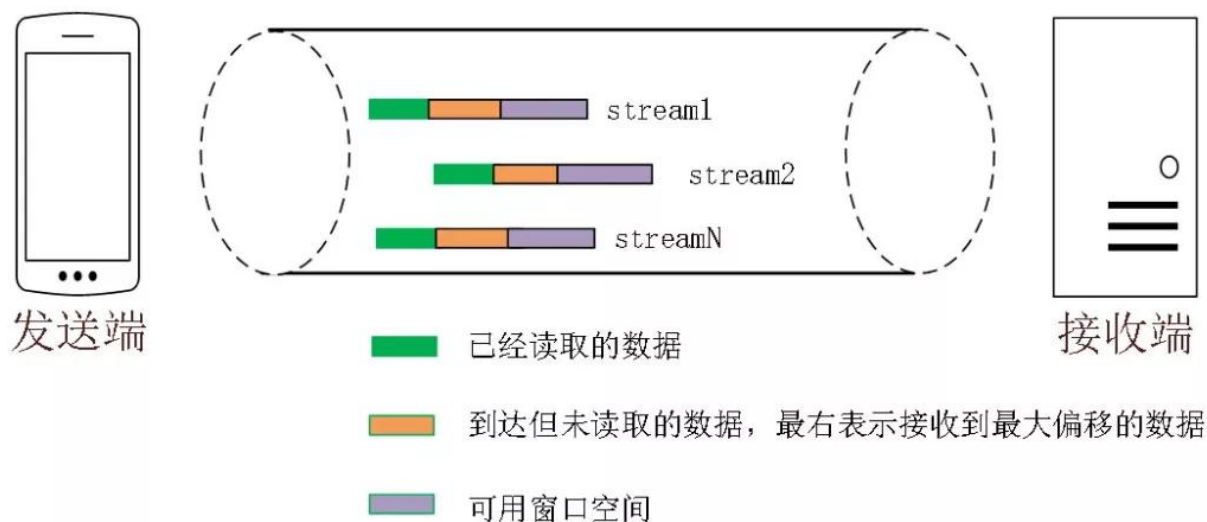 stream1
stream2
streamN
发送端
接收端
已经读取的数据
到达但未读取的数据，最右表示接收到最大偏移的数据
可用窗口空间